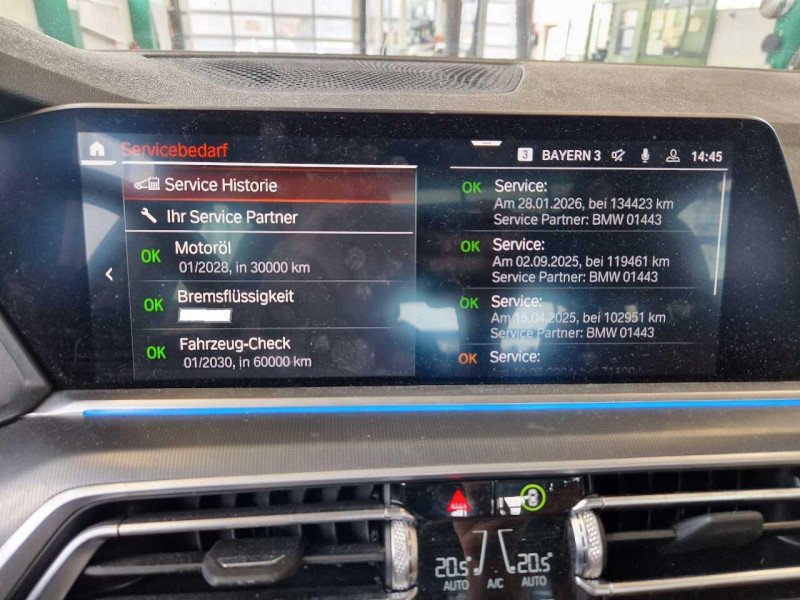 Servicebedarf
3 BAYERN 3 14:45
Service Historie
Ihr Service Partner
OK Motoröl
01/2028, in 30000 km
OK Bremsflüssigkeit
OK Fahrzeug-Check
01/2030, in 60000 km
OK Service:
Am 28.01.2026, bei 134423 km
Service Partner: BMW 01443
OK Service:
Am 02.09.2025, bei 119461 km
Service Partner: BMW 01443
OK Service:
Am 15.04.2025, bei 102951 km
Service Partner: BMW 01443
OK Service:
20.5° 20.5°
AUTO A/C AUTO